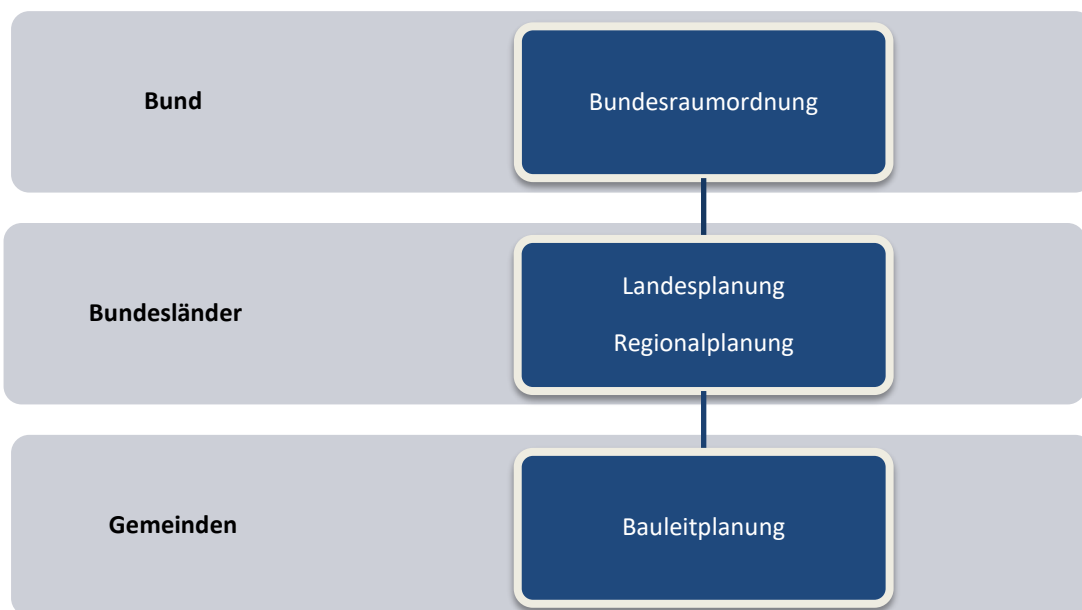 Bund
Bundesraumordnung
Bundesländer
Landesplanung
Regionalplanung
Gemeinden
Bauleitplanung